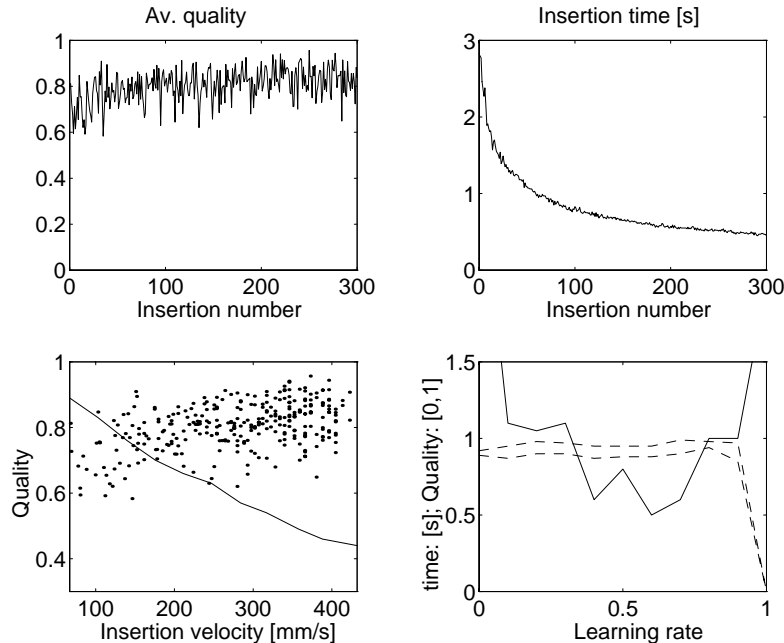 Av. quality
Insertion time [s]
1
0.8
0.6
0.4
0.2
0
0 100 200 300
Insertion number
3
2
1
0
0 100 200 300
Insertion number
1
0.8
0.6
0.4
Quality
100 200 300 400
Insertion velocity [mm/s]
1.5
1
0.5
0
time: [s]; Quality: [0,1]
0 0.5 1
Learning rate